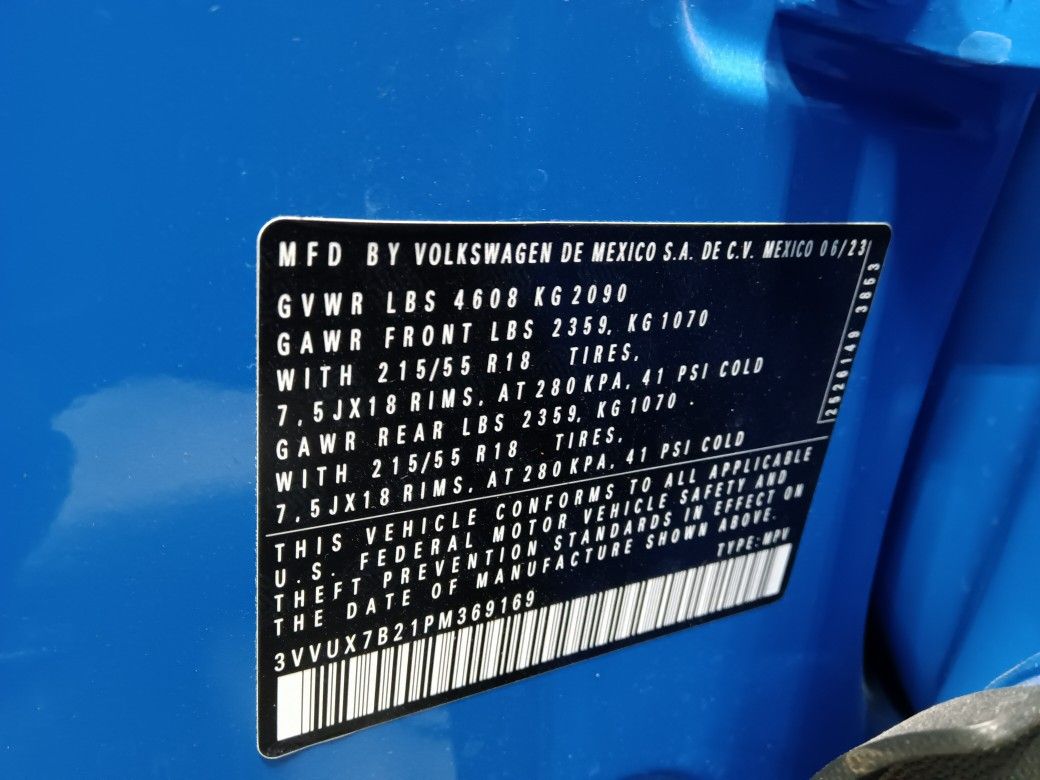 MFD BY VOLKSWAGEN DE MEXICO S.A. DE C.V. MEXICO 06/23
GVWR LBS 4608 KG 2090
GAWR FRONT LBS 2359, KG 1070
WITH 215/55 R18 TIRES,
7,5JX18 RIMS, AT 280KPA, 41 PSI COLD
GAWR REAR LBS 2359, KG 1070
WITH 215/55 R18 TIRES,
7,5JX18 RIMS, AT 280KPA, 41 PSI COLD
2626149 3863
THIS VEHICLE CONFORMS TO ALL APPLICABLE
U.S. FEDERAL MOTOR VEHICLE SAFETY AND
THEFT PREVENTION STANDARDS IN EFFECT ON
THE DATE OF MANUFACTURE SHOWN ABOVE.
TYPE:MPV
3VVUX7B21PM369169